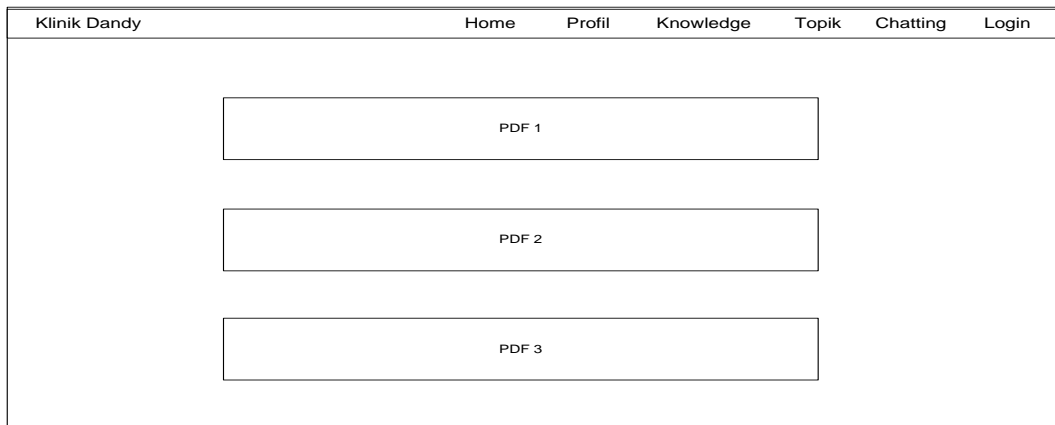 Klinik Dandy Home Profil Knowledge Topik Chatting Login
PDF 1
PDF 2
PDF 3